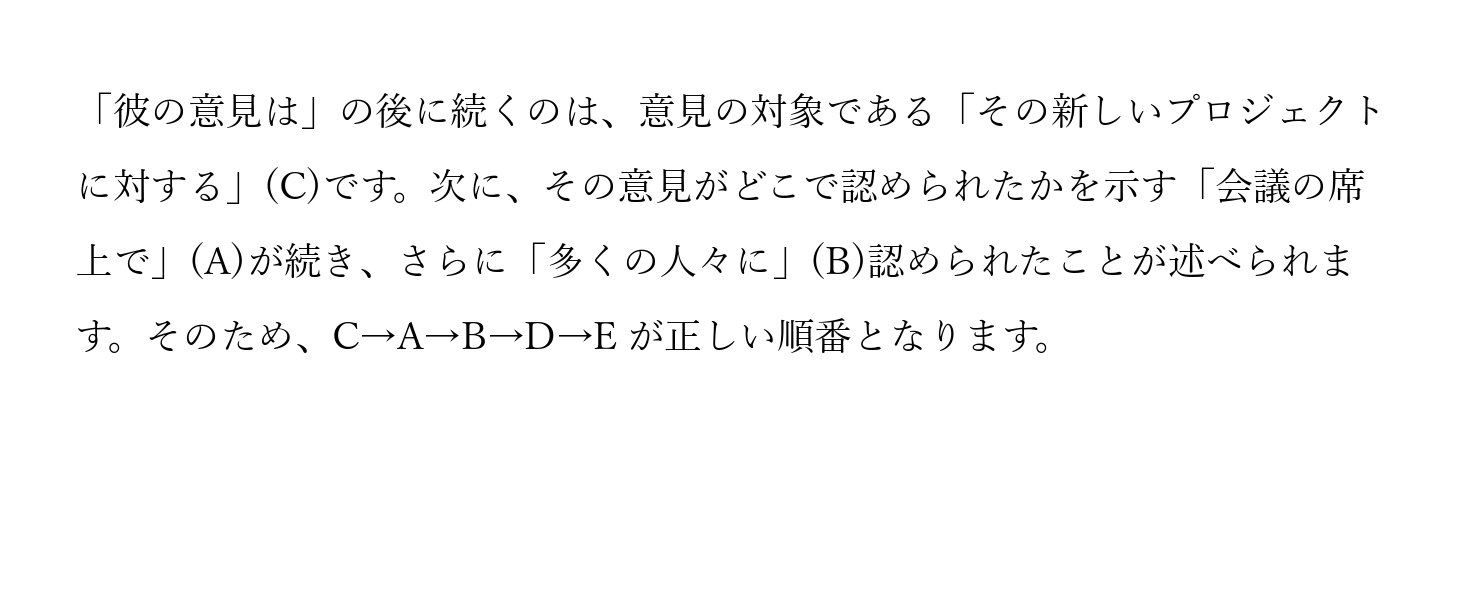 「彼の意見は」の後に続くのは、意見の対象である「その新しいプロジェクト
に対する」(C)です。次に、その意見がどこで認められたかを示す「会議の席
上で」(A)が続き、さらに「多くの人々に」(B)認められたことが述べられま
す。そのため、C→A→B→D→E が正しい順番となります。